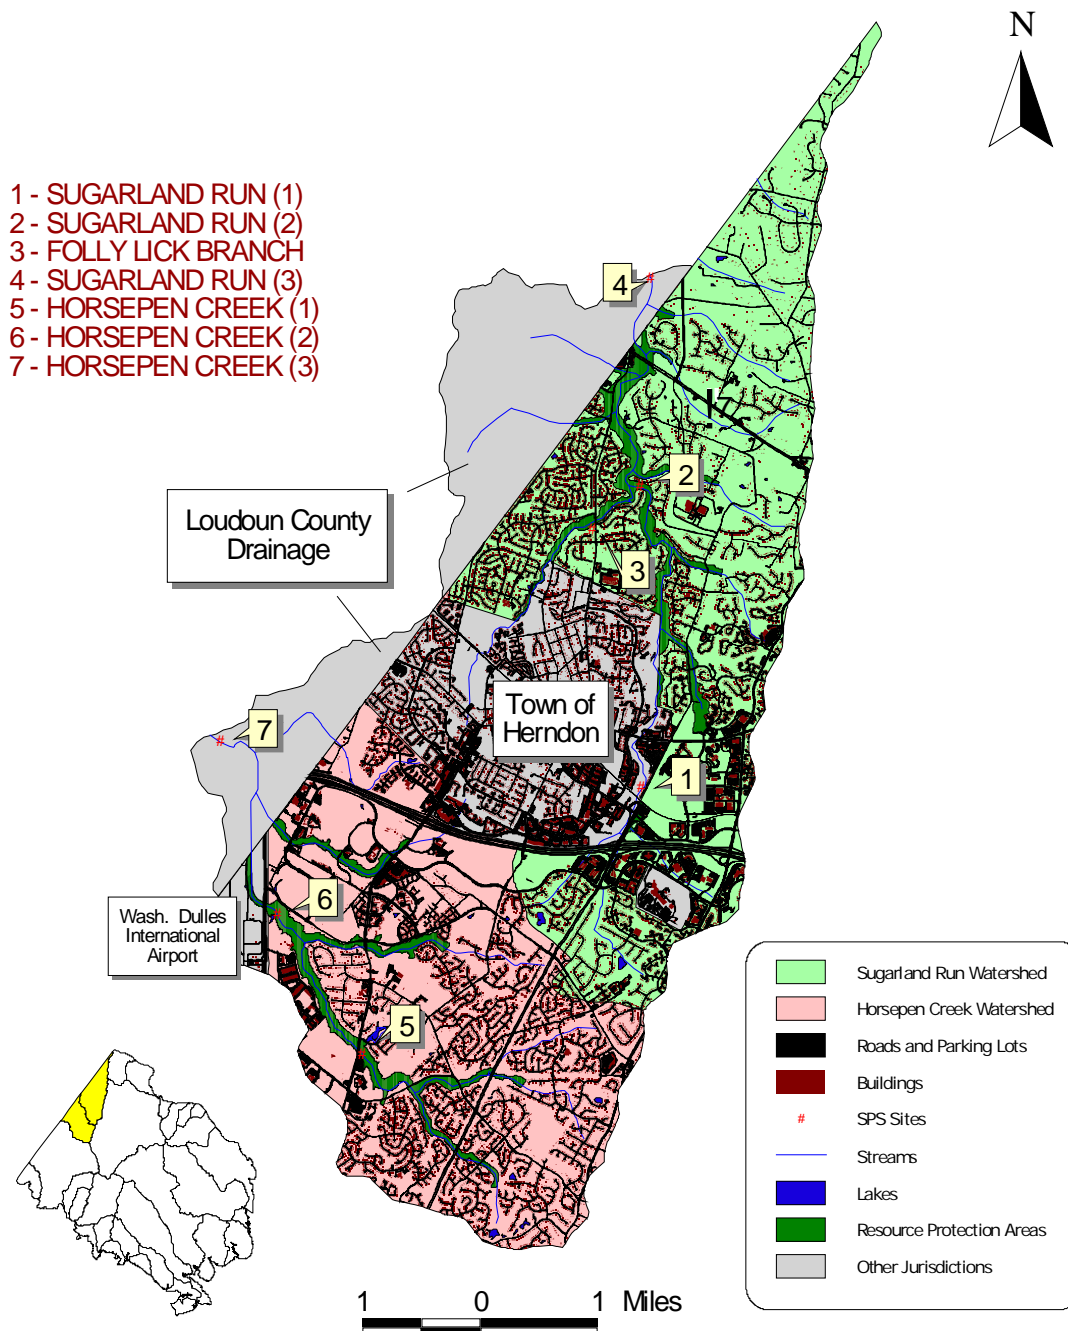 N
1 - SUGARLAND RUN (1)
2 - SUGARLAND RUN (2)
3 - FOLLY LICK BRANCH
4 - SUGARLAND RUN (3)
5 - HORSEPEN CREEK (1)
6 - HORSEPEN CREEK (2)
7 - HORSEPEN CREEK (3)
4
2
Loudoun County
Drainage
3
Town of
Herndon
7
1
6
Wash. Dulles
International
Airport
5
Sugarland Run Watershed
Horsepen Creek Watershed
Roads and Parking Lots
Buildings
# SPS Sites
Streams
Lakes
Resource Protection Areas
Other Jurisdictions
1 0 1 Miles